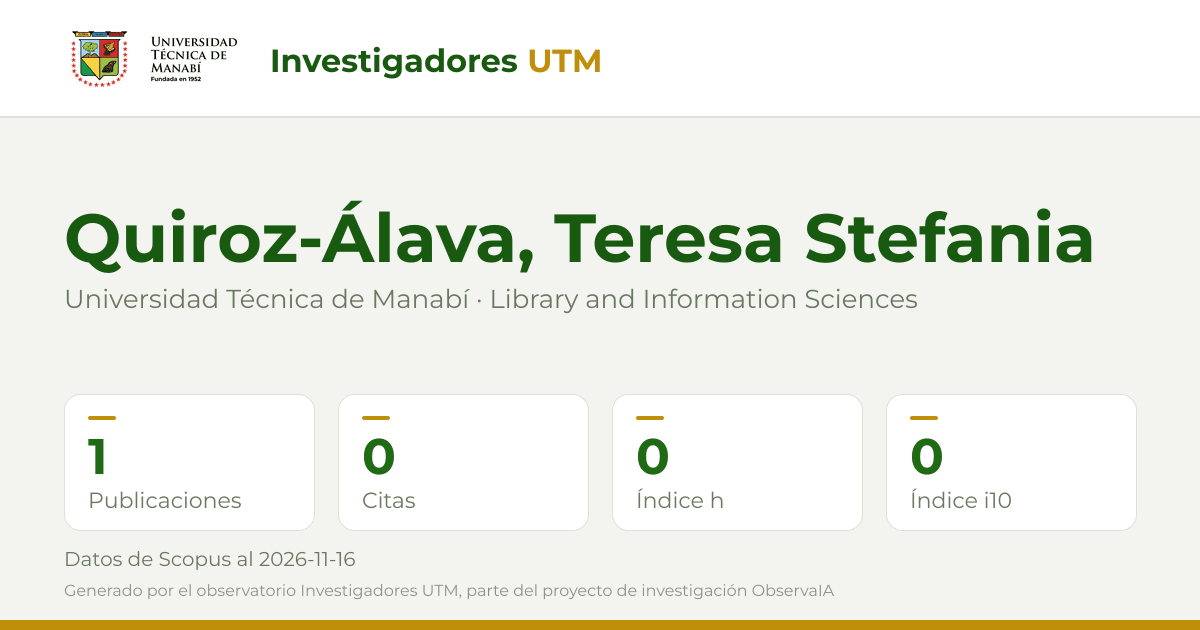 UNIVERSIDAD
TÉCNICA DE
MANABÍ
Fundada en 1952
Investigadores UTM
Quiroz-Álava, Teresa Stefania
Universidad Técnica de Manabí · Library and Information Sciences
1
Publicaciones
0
Citas
0
Índice h
0
Índice i10
Datos de Scopus al 2026-11-16
Generado por el observatorio Investigadores UTM, parte del proyecto de investigación ObservaIA